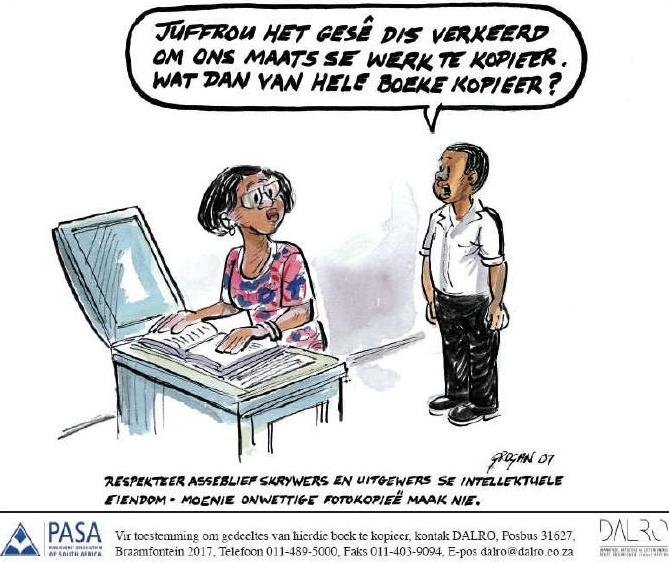 JUFFROU HET GESÊ DIS VERKEERD
OM ONS MAATS SE WERK TE KOPIEER.
WAT DAN VAN HELE BOEKE KOPIEER?
GROGAN 07
RESPEKTEER ASSEBLIEF SKRYWERS EN UITGEWERS SE INTELLEKTUELE
EIENDOM - MOENIE ONWETTIGE FOTOKOPIEË MAAK NIE.
PASA
PUBLISHERS' ASSOCIATION
OF SOUTH AFRICA
Vir toestemming om gedeeltes van hierdie boek te kopieer, kontak DALRO, Posbus 31627,
Braamfontein 2017, Telefoon 011-489-5000, Faks 011-403-9094, E-pos dalro@dalro.co.za
DALRO